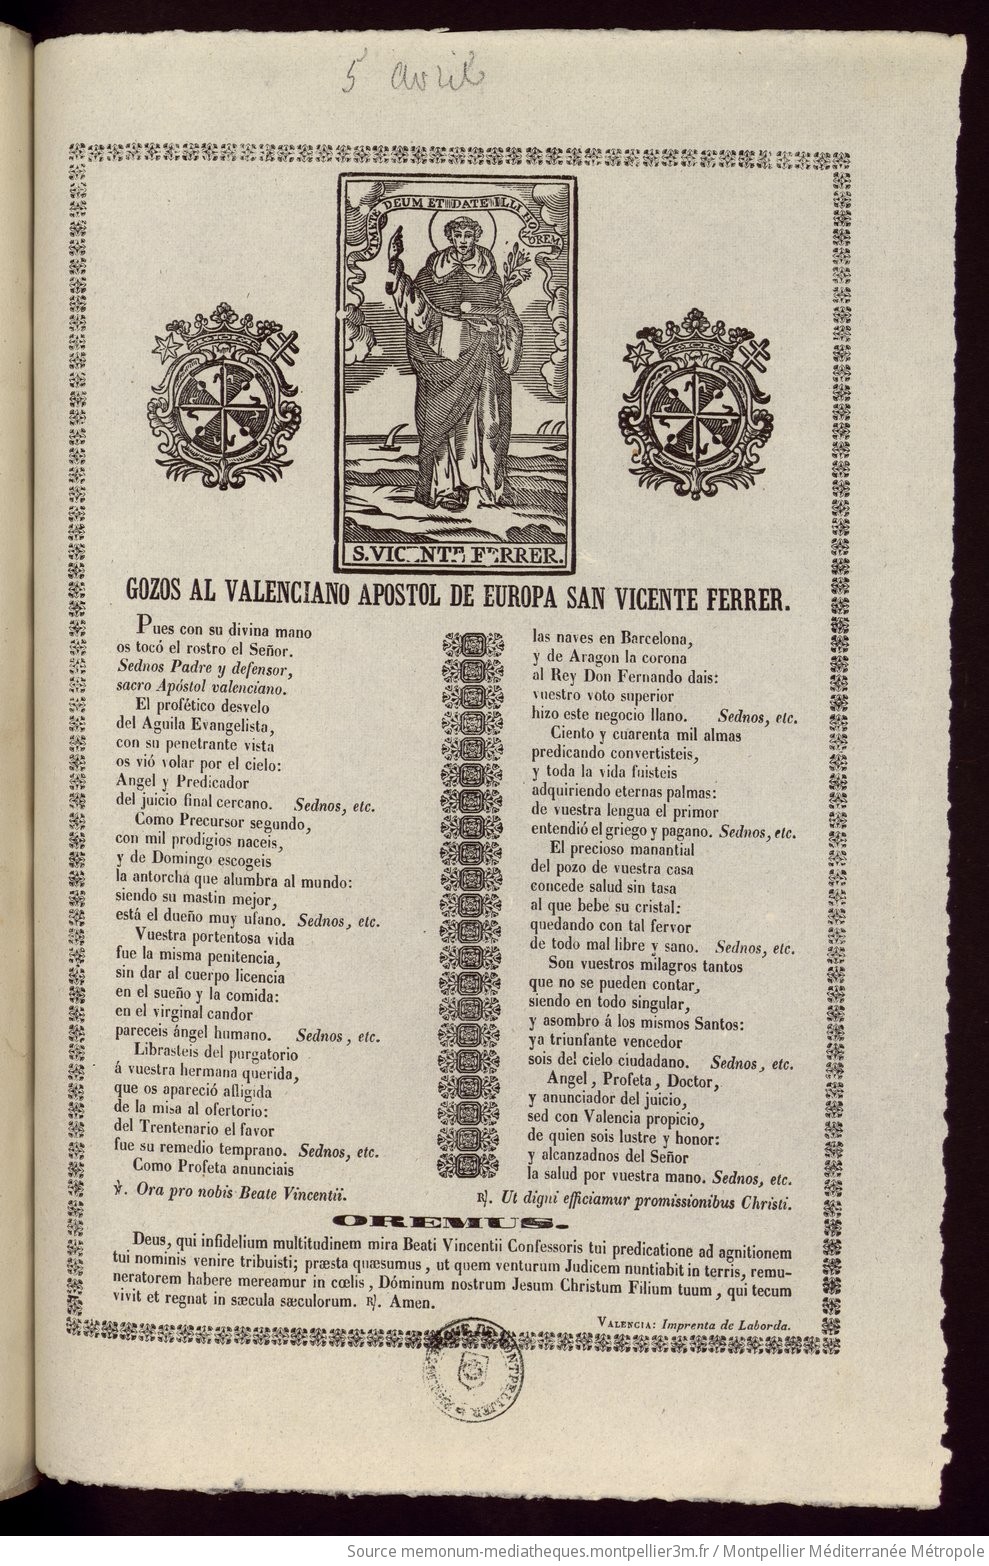 5 avril
TIMETE DEUM ET DATE ILLI HONOREM
S. VICENTE FERRER.
GOZOS AL VALENCIANO APOSTOL DE EUROPA SAN VICENTE FERRER.
Pues con su divina mano
os tocó el rostro el Señor.
Sednos Padre y defensor,
sacro Apóstol valenciano.
El profético desvelo
del Aguila Evangelista,
con su penetrante vista
os vió volar por el cielo:
Angel y Predicador
del juicio final cercano. Sednos, etc.
Como Precursor segundo,
con mil prodigios naceis,
y de Domingo escogeis
la antorcha que alumbra al mundo:
siendo su mastin mejor,
está el dueño muy ufano. Sednos, etc.
Vuestra portentosa vida
fue la misma penitencia,
sin dar al cuerpo licencia
en el sueño y la comida:
en el virginal candor
pareceis ángel humano. Sednos, etc.
Librasteis del purgatorio
á vuestra hermana querida,
que os apareció afligida
de la misa al ofertorio:
del Trentenario el favor
fue su remedio temprano. Sednos, etc.
Como Profeta anunciais
las naves en Barcelona,
y de Aragon la corona
al Rey Don Fernando dais:
vuestro voto superior
hizo este negocio llano. Sednos, etc.
Ciento y cuarenta mil almas
predicando convertisteis,
y toda la vida fuisteis
adquiriendo eternas palmas:
de vuestra lengua el primor
entendió el griego y pagano. Sednos, etc.
El precioso manantial
del pozo de vuestra casa
concede salud sin tasa
al que bebe su cristal:
quedando con tal fervor
de todo mal libre y sano. Sednos, etc.
Son vuestros milagros tantos
que no se pueden contar,
siendo en todo singular,
y asombro á los mismos Santos:
ya triunfante vencedor
sois del cielo ciudadano. Sednos, etc.
Angel, Profeta, Doctor,
y anunciador del juicio,
sed con Valencia propicio,
de quien sois lustre y honor:
y alcanzadnos del Señor
la salud por vuestra mano. Sednos, etc.
℣. Ora pro nobis Beate Vincentii.
℟. Ut digni efficiamur promissionibus Christi.
OREMUS.
Deus, qui infidelium multitudinem mira Beati Vincentii Confessoris tui predicatione ad agnitionem
tui nominis venire tribuisti; præsta quæsumus, ut quem venturum Judicem nuntiabit in terris, remu-
neratorem habere mereamur in cœlis, Dóminum nostrum Jesum Christum Filium tuum, qui tecum
vivit et regnat in sæcula sæculorum. ℟. Amen.
VALENCIA: Imprenta de Laborda.
Source memonum-mediatheques.montpellier3m.fr / Montpellier Méditerranée Métropole